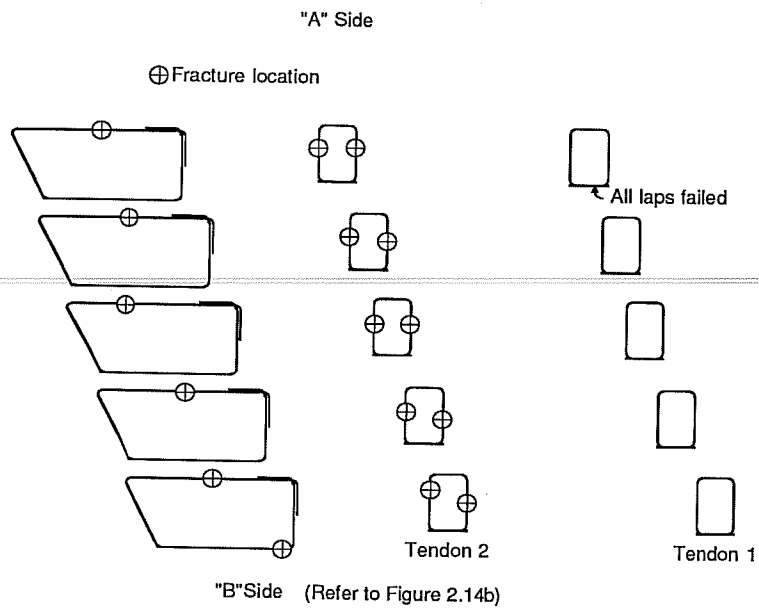 "A" Side
Fracture location
All laps failed
Tendon 2
Tendon 1
"B"Side (Refer to Figure 2.14b)